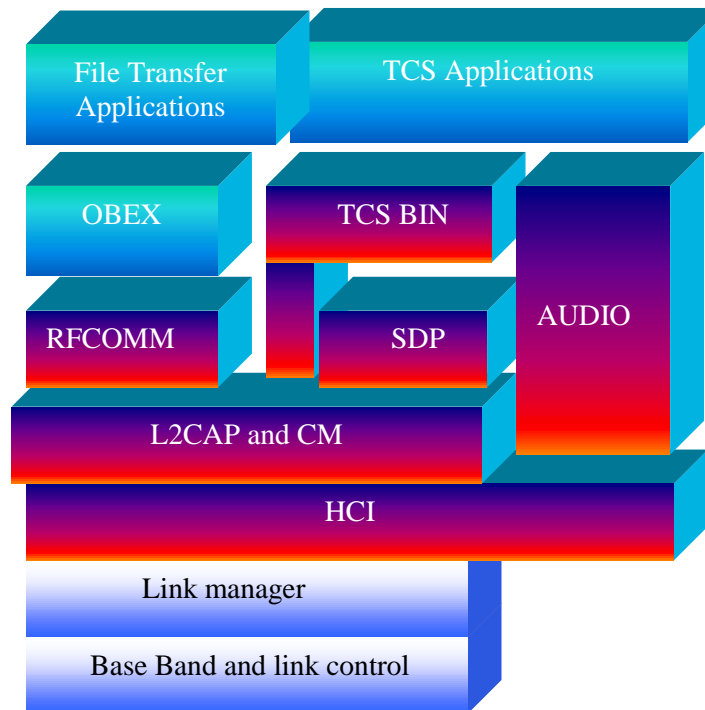 File Transfer
Applications
TCS Applications
OBEX
TCS BIN
AUDIO
RFCOMM
SDP
L2CAP and CM
HCI
Link manager
Base Band and link control